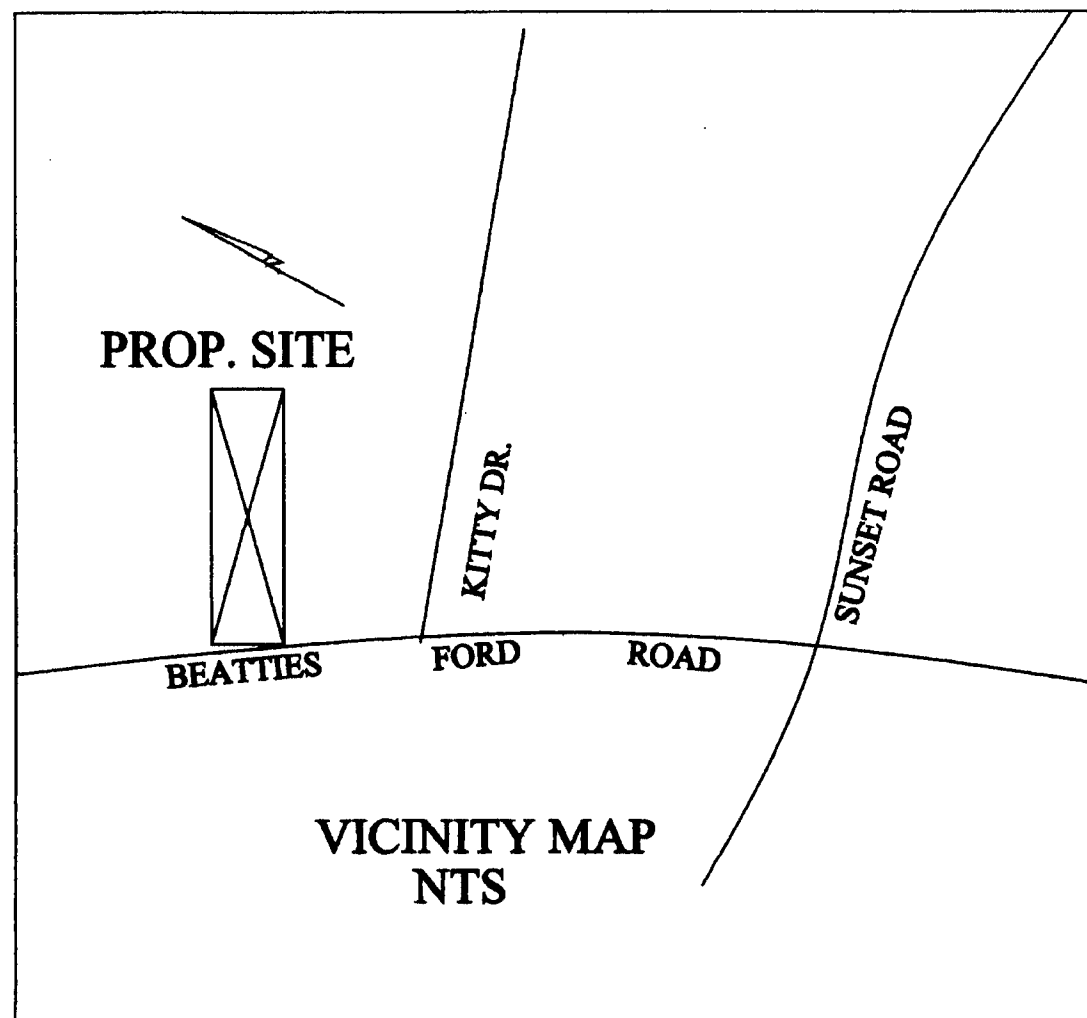 PROP. SITE
KITTY DR.
SUNSET ROAD
BEATTIES FORD ROAD
VICINITY MAP
NTS